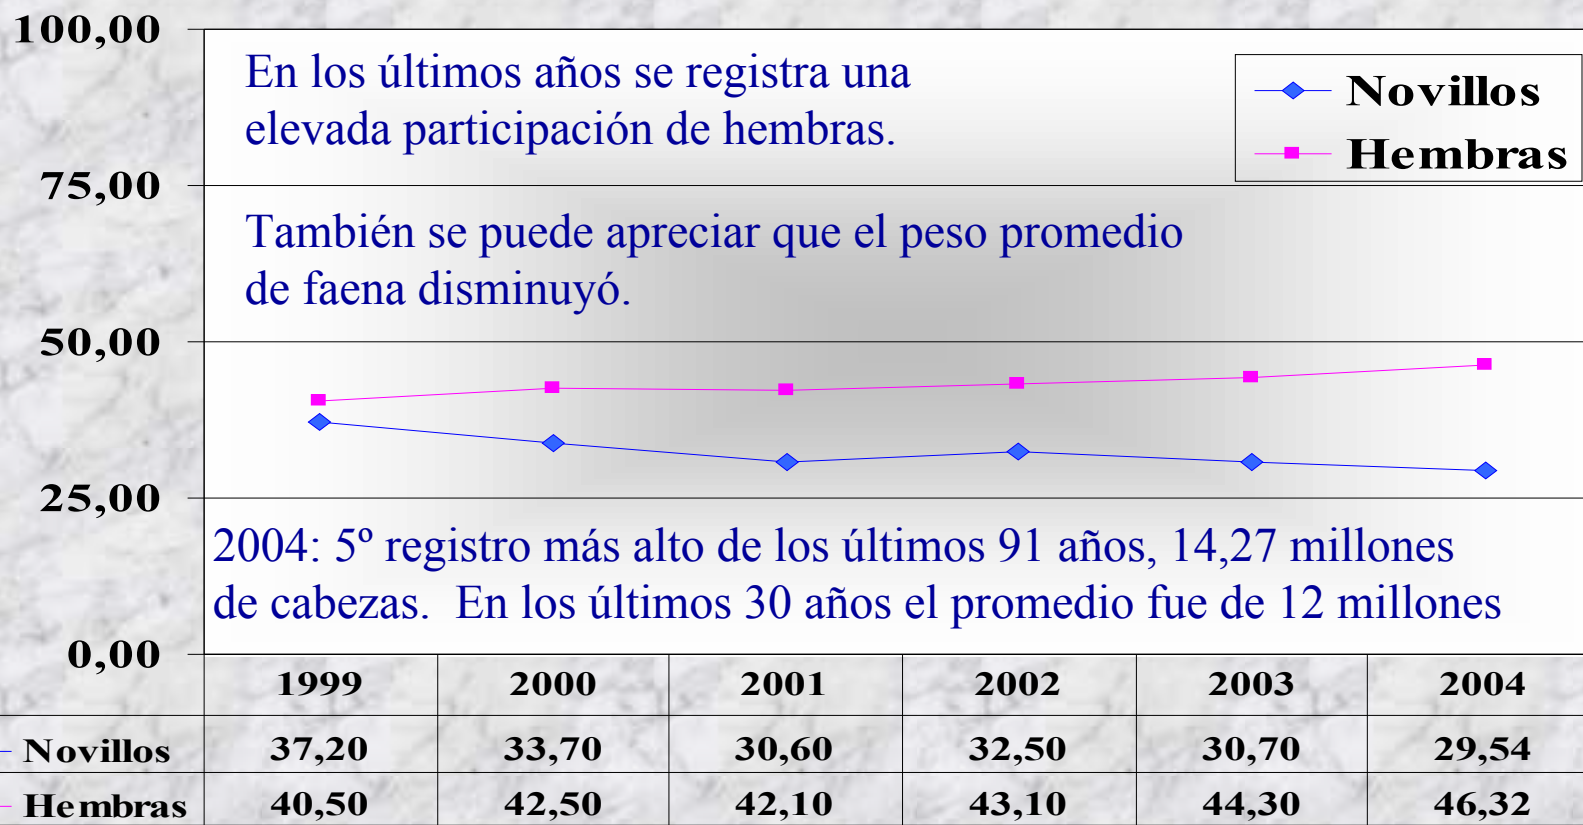 100,00
En los últimos años se registra una
elevada participación de hembras.
Novillos
Hembras
75,00
También se puede apreciar que el peso promedio
de faena disminuyó.
50,00
25,00
2004: 5º registro más alto de los últimos 91 años, 14,27 millones
de cabezas. En los últimos 30 años el promedio fue de 12 millones
0,00
1999 2000 2001 2002 2003 2004
Novillos 37,20 33,70 30,60 32,50 30,70 29,54
Hembras 40,50 42,50 42,10 43,10 44,30 46,32